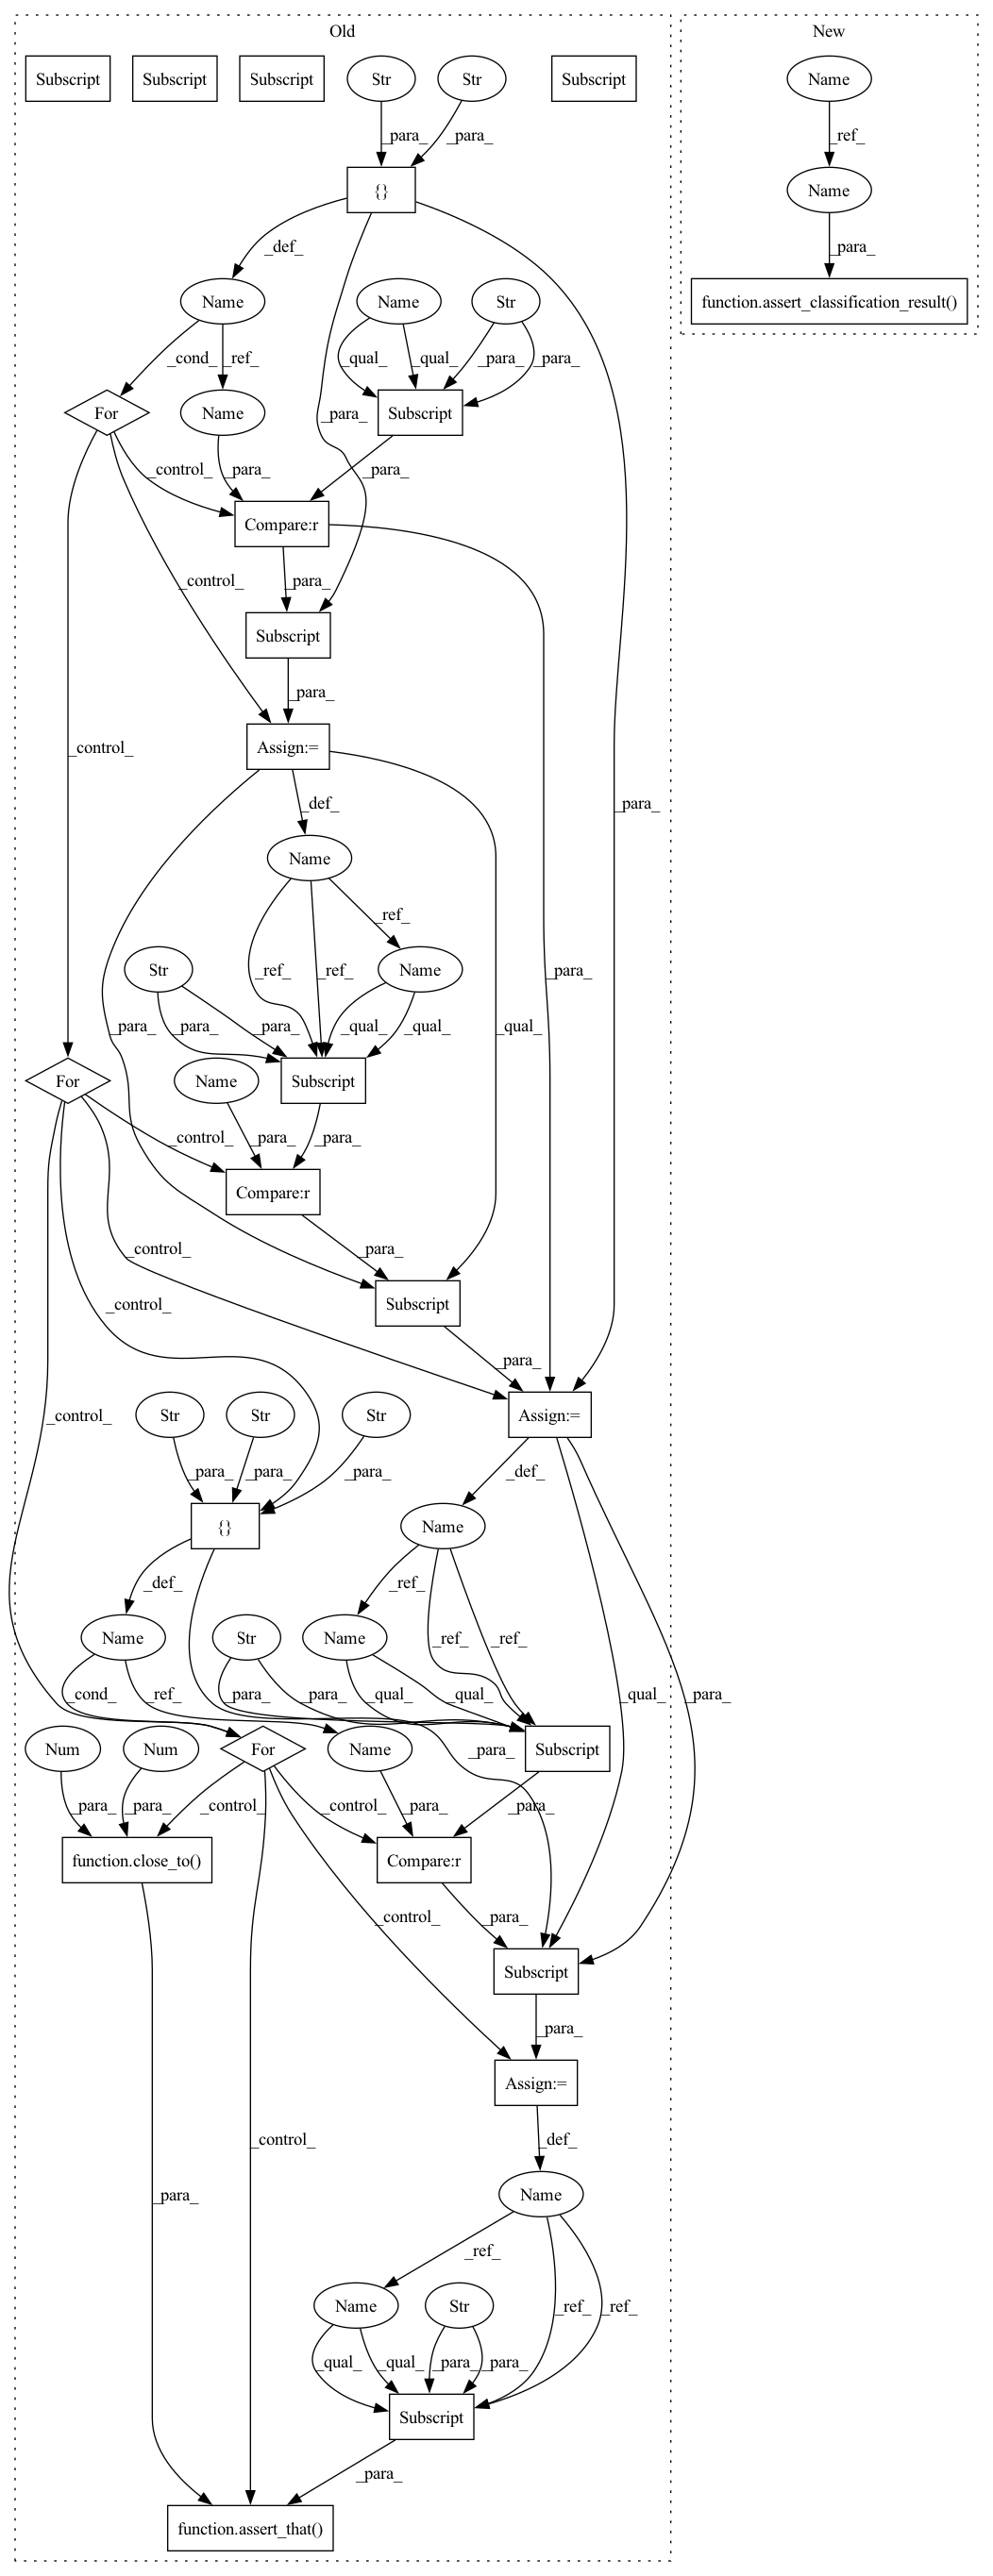 Old
New
Subscript
Subscript
Subscript
Str
Str
Subscript
Name
_para_
_para_
_ref_
{}
Name
_def_
_para_
Name
Name
Str
function.assert_classification_result()
_cond_
_ref_
_qual_
_qual_
_para_
_para_
For
Name
Subscript
_para_
_control_
_para_
_para_
Compare:r
_control_
_para_
Subscript
_para_
_control_
Assign:=
_para_
_def_
Name
_ref_
Str
Name
_ref_
_ref_
_para_
_para_
_para_
_para_
_qual_
_qual_
_qual_
For
Name
Subscript
_control_
_para_
_para_
Compare:r
_control_
_para_
_control_
Subscript
_para_
_control_
Str
Str
Str
Assign:=
_para_
_para_
_para_
_def_
{}
Name
_def_
_ref_
Name
Str
Name
_ref_
_ref_
_cond_
_ref_
_para_
_para_
_qual_
_qual_
_qual_
_para_
Num
Num
For
Name
Subscript
_para_
_para_
_para_
_control_
_control_
_para_
_para_
function.close_to()
Compare:r
_control_
_para_
Subscript
_para_
Assign:=
_control_
_def_
_para_
Name
_ref_
Name
Str
_ref_
_ref_
_qual_
_qual_
_para_
_para_
Subscript
_para_
function.assert_that()